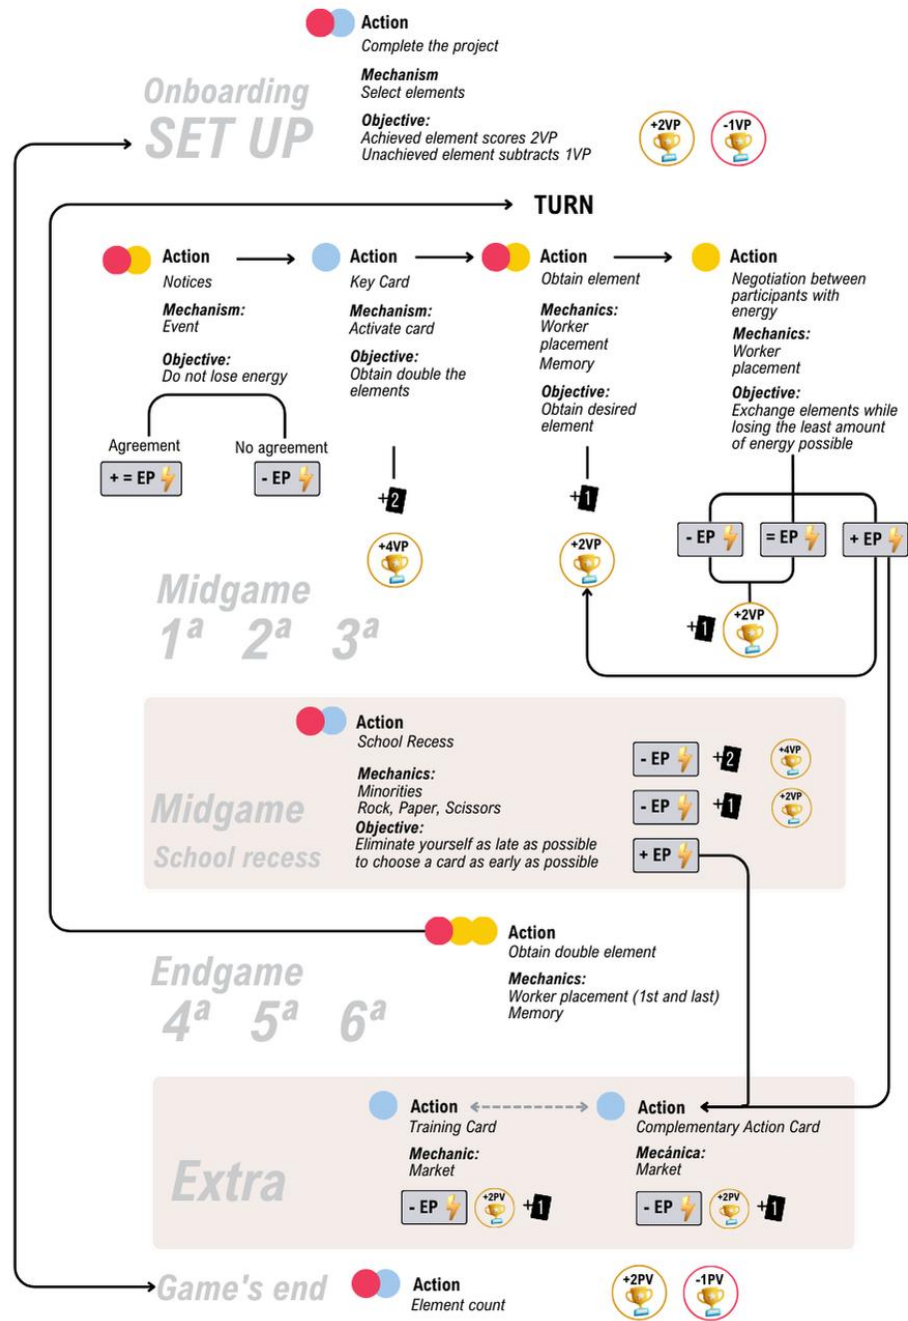 Action
Complete the project
Mechanism
Select elements
Objective:
Achieved element scores 2VP
Unachieved element subtracts 1VP
Onboarding
SET UP
+2VP
-1VP
TURN
Action
Notices
Mechanism:
Event
Objective:
Do not lose energy
Agreement
+ = EP
No agreement
- EP
Action
Key Card
Mechanism:
Activate card
Objective:
Obtain double the
elements
+2
+4VP
Action
Obtain element
Mechanics:
Worker
placement
Memory
Objective:
Obtain desired
element
+1
+2VP
Action
Negotiation between
participants with
energy
Mechanics:
Worker
placement
Objective:
Exchange elements while
losing the least amount
of energy possible
- EP
= EP
+ EP
+1
+2VP
Midgame
1ª 2ª 3ª
Action
School Recess
Mechanics:
Minorities
Rock, Paper, Scissors
Objective:
Eliminate yourself as late as possible
to choose a card as early as possible
Midgame
School recess
- EP +2 +4VP
- EP +1 +2VP
+ EP
Action
Obtain double element
Mechanics:
Worker placement (1st and last)
Memory
Endgame
4ª 5ª 6ª
Extra
Action
Training Card
Mechanic:
Market
- EP +2PV +1
Action
Complementary Action Card
Mecánica:
Market
- EP +2PV +1
Game's end
Action
Element count
+2PV
-1PV